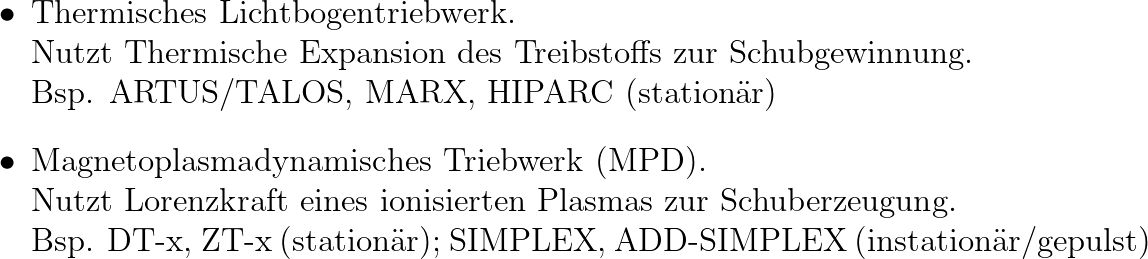 • Thermisches Lichtbogentriebwerk.
Nutzt Thermische Expansion des Treibstoffs zur Schubgewinnung.
Bsp. ARTUS/TALOS, MARX, HIPARC (stationär)
• Magnetoplasmadynamisches Triebwerk (MPD).
Nutzt Lorenzkraft eines ionisierten Plasmas zur Schuberzeugung.
Bsp. DT-x, ZT-x (stationär); SIMPLEX, ADD-SIMPLEX (instationär/gepulst)